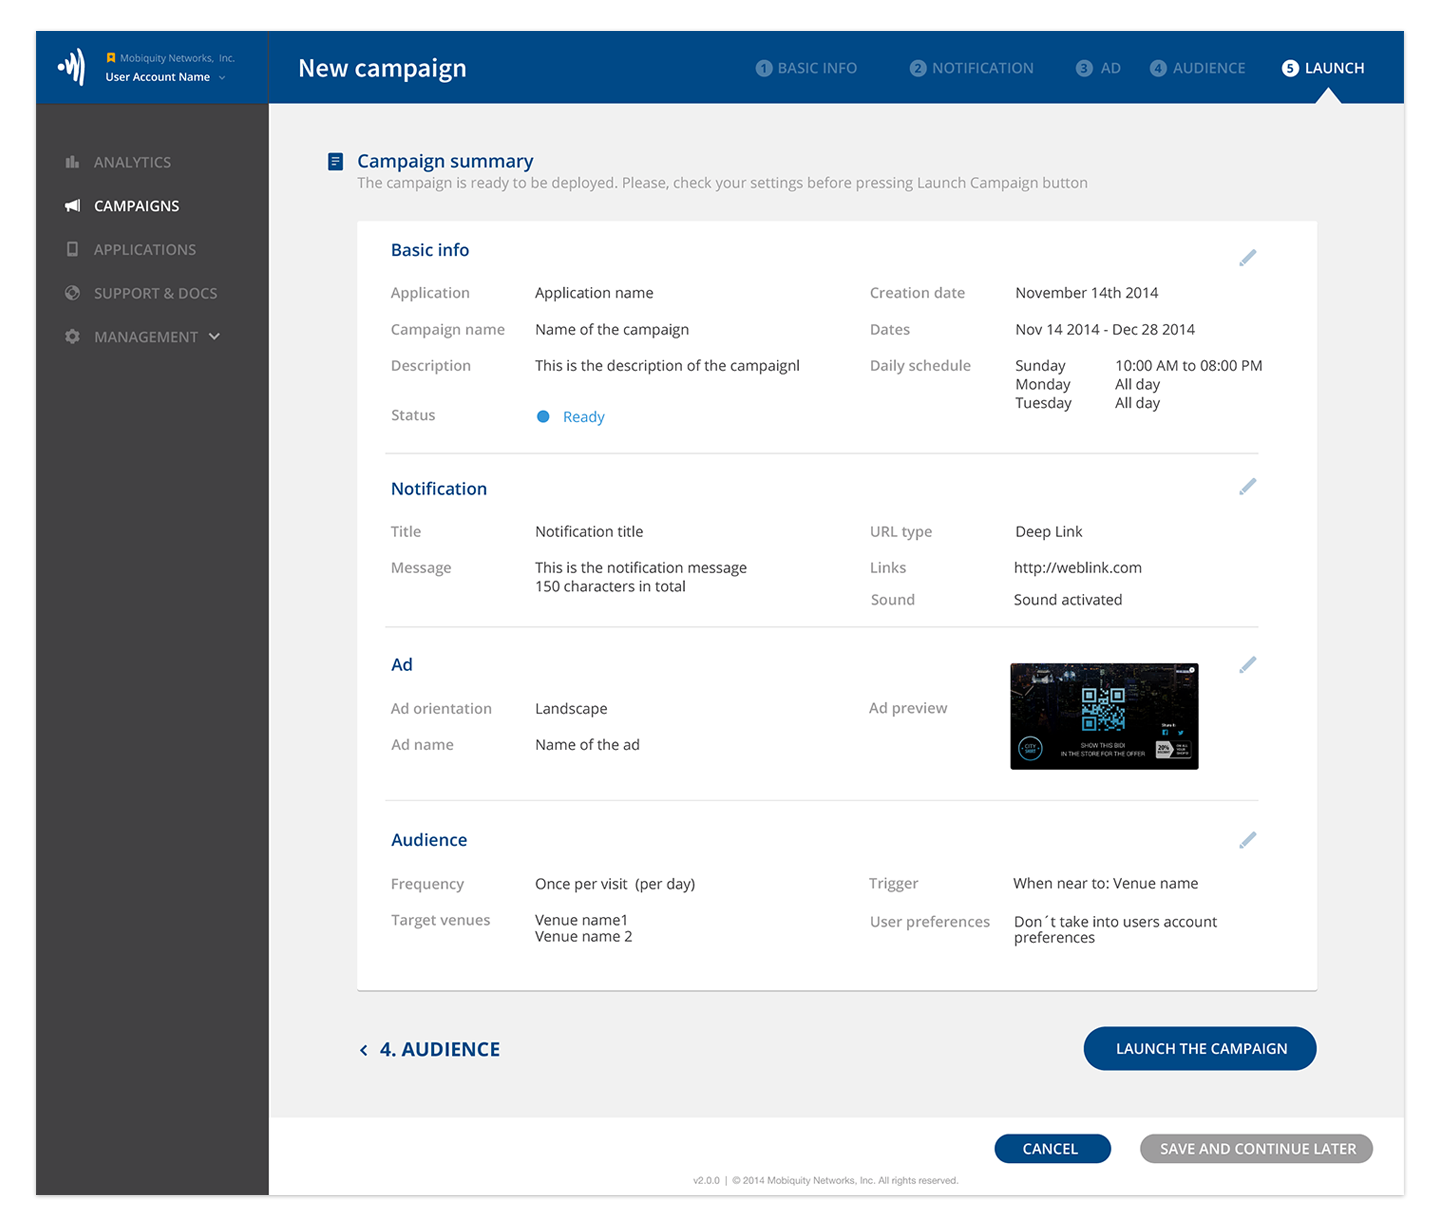 Mobiquity Networks, Inc.
User Account Name
New campaign
1 BASIC INFO
2 NOTIFICATION
3 AD
4 AUDIENCE
5 LAUNCH
ANALYTICS
CAMPAIGNS
APPLICATIONS
SUPPORT & DOCS
MANAGEMENT
Campaign summary
The campaign is ready to be deployed. Please, check your settings before pressing Launch Campaign button
Basic info
Application Application name
Creation date November 14th 2014
Campaign name Name of the campaign
Dates Nov 14 2014 - Dec 28 2014
Description This is the description of the campaignl
Daily schedule Sunday 10:00 AM to 08:00 PM
Monday All day
Tuesday All day
Status Ready
Notification
Title Notification title
URL type Deep Link
Message This is the notification message
150 characters in total
Links http://weblink.com
Sound Sound activated
Ad
Ad orientation Landscape
Ad name Name of the ad
Ad preview
Share it:
CITY
SHOW THIS BIDI
IN THE STORE FOR THE OFFER
20%
ON ALL
YOUR
Audience
Frequency Once per visit (per day)
Trigger When near to: Venue name
Target venues Venue name1
Venue name 2
User preferences Don´t take into users account
preferences
4. AUDIENCE
LAUNCH THE CAMPAIGN
CANCEL
SAVE AND CONTINUE LATER
v2.0.0 | © 2014 Mobiquity Networks, Inc. All rights reserved.